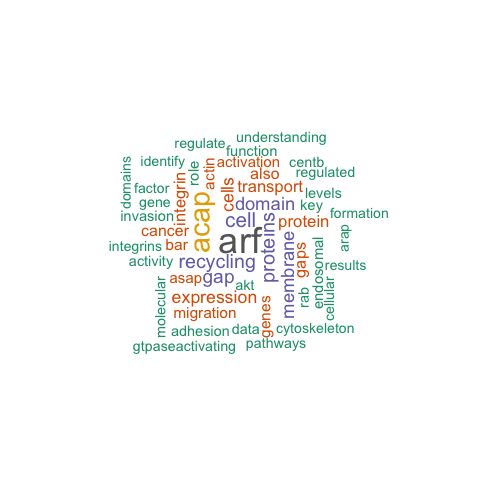 understanding
regulate
function
identify
role
actin
activation
also
centb
regulated
domains
factor
integrin
cells
transport
levels
gene
acap
domain
key
invasion
cell
proteins
protein
formation
cancer
arf
arap
integrins
bar
membrane
gaps
endosomal
activity
recycling
results
asap
gap
akt
rab
cellular
molecular
expression
genes
migration
adhesion
data
cytoskeleton
gtpaseactivating
pathways